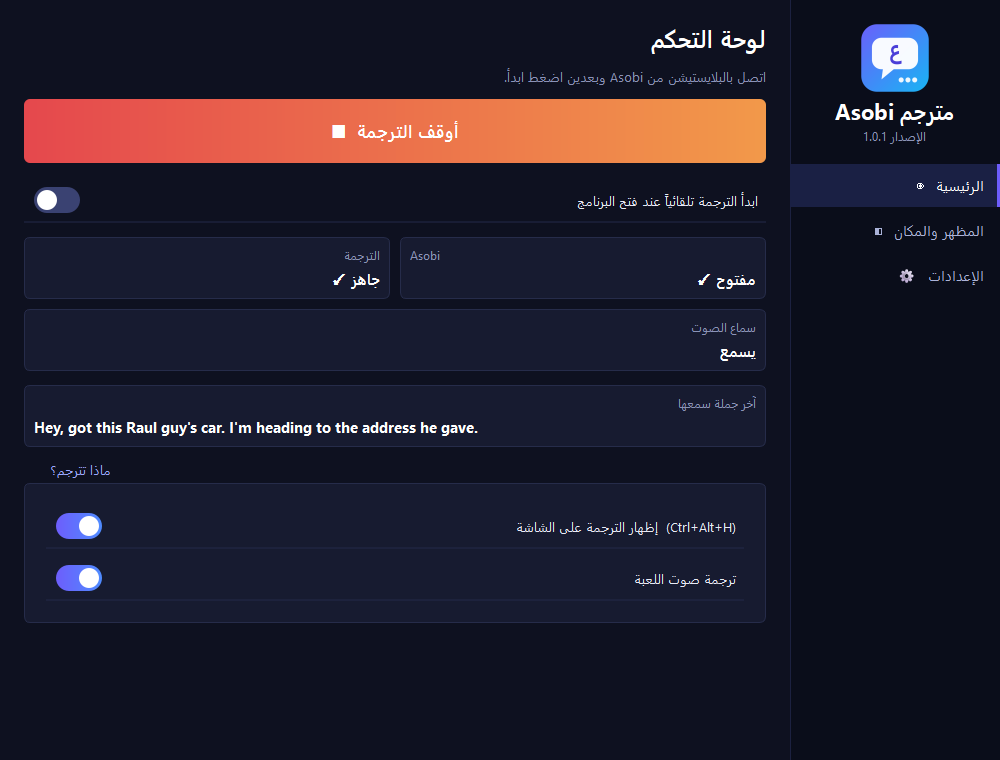 ع
مترجم Asobi
الإصدار 1.0.1
الرئيسية
المظهر والمكان
الإعدادات
لوحة التحكم
اتصل بالبلايستيشن من Asobi وبعدين اضغط ابدأ.
أوقف الترجمة
ابدأ الترجمة تلقائياً عند فتح البرنامج
Asobi
مفتوح ✓
الترجمة
جاهز ✓
سماع الصوت
يسمع
آخر جملة سمعها
Hey, got this Raul guy's car. I'm heading to the address he gave.
ماذا تترجم؟
إظهار الترجمة على الشاشة (Ctrl+Alt+H)
ترجمة صوت اللعبة